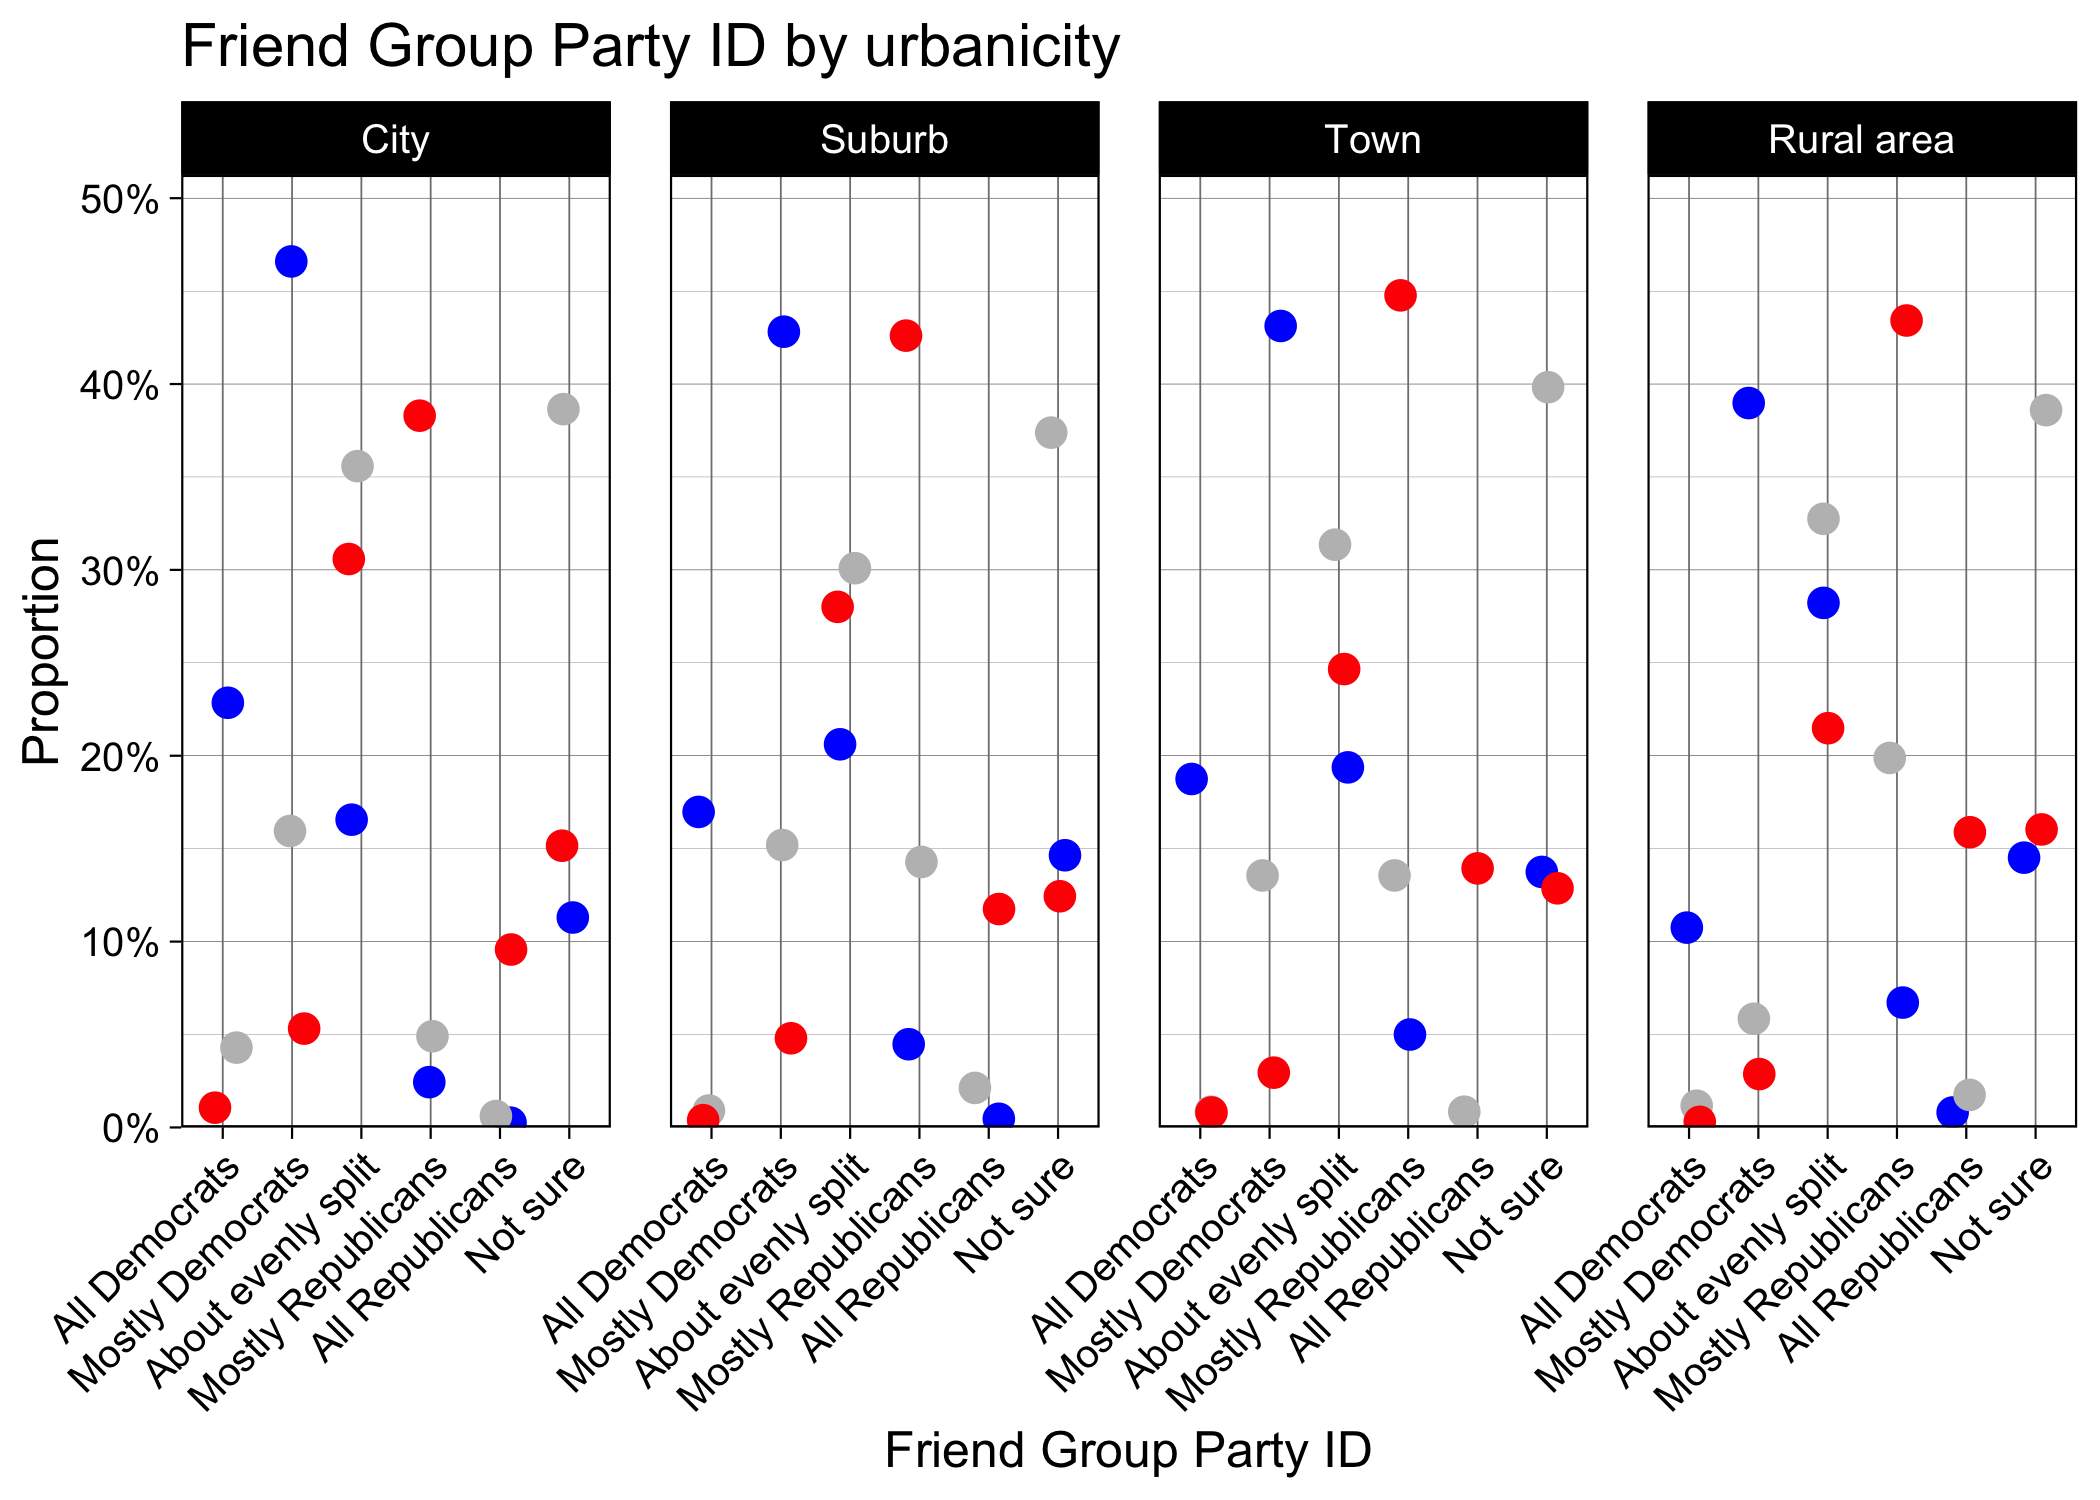 Friend Group Party ID by urbanicity
City
Suburb
Town
Rural area
Proportion
50%
40%
30%
20%
10%
0%
All Democrats
Mostly Democrats
About evenly split
Mostly Republicans
All Republicans
Not sure
All Democrats
Mostly Democrats
About evenly split
Mostly Republicans
All Republicans
Not sure
All Democrats
Mostly Democrats
About evenly split
Mostly Republicans
All Republicans
Not sure
All Democrats
Mostly Democrats
About evenly split
Mostly Republicans
All Republicans
Not sure
Friend Group Party ID